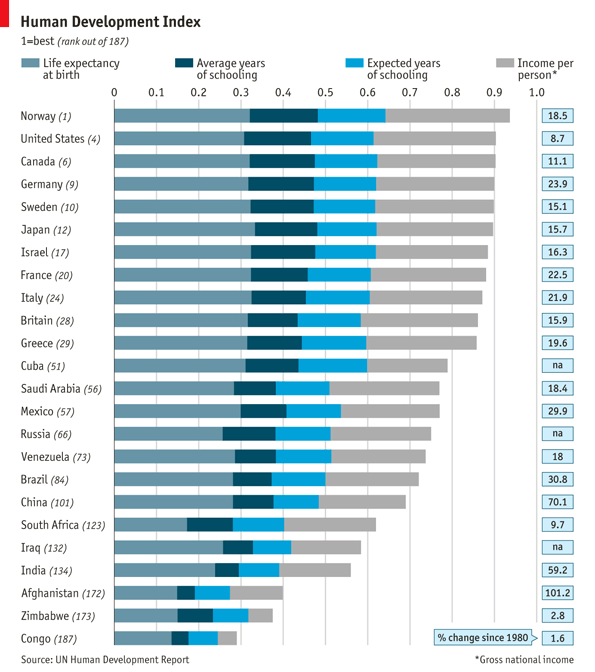 Human Development Index
1=best (rank out of 187)
Life expectancy at birth
Average years of schooling
Expected years of schooling
Income per person*
0 0.1 0.2 0.3 0.4 0.5 0.6 0.7 0.8 0.9 1.0
Norway (1) 18.5
United States (4) 8.7
Canada (6) 11.1
Germany (9) 23.9
Sweden (10) 15.1
Japan (12) 15.7
Israel (17) 16.3
France (20) 22.5
Italy (24) 21.9
Britain (28) 15.9
Greece (29) 19.6
Cuba (51) na
Saudi Arabia (56) 18.4
Mexico (57) 29.9
Russia (66) na
Venezuela (73) 18
Brazil (84) 30.8
China (101) 70.1
South Africa (123) 9.7
Iraq (132) na
India (134) 59.2
Afghanistan (172) 101.2
Zimbabwe (173) 2.8
Congo (187) % change since 1980 1.6
Source: UN Human Development Report *Gross national income